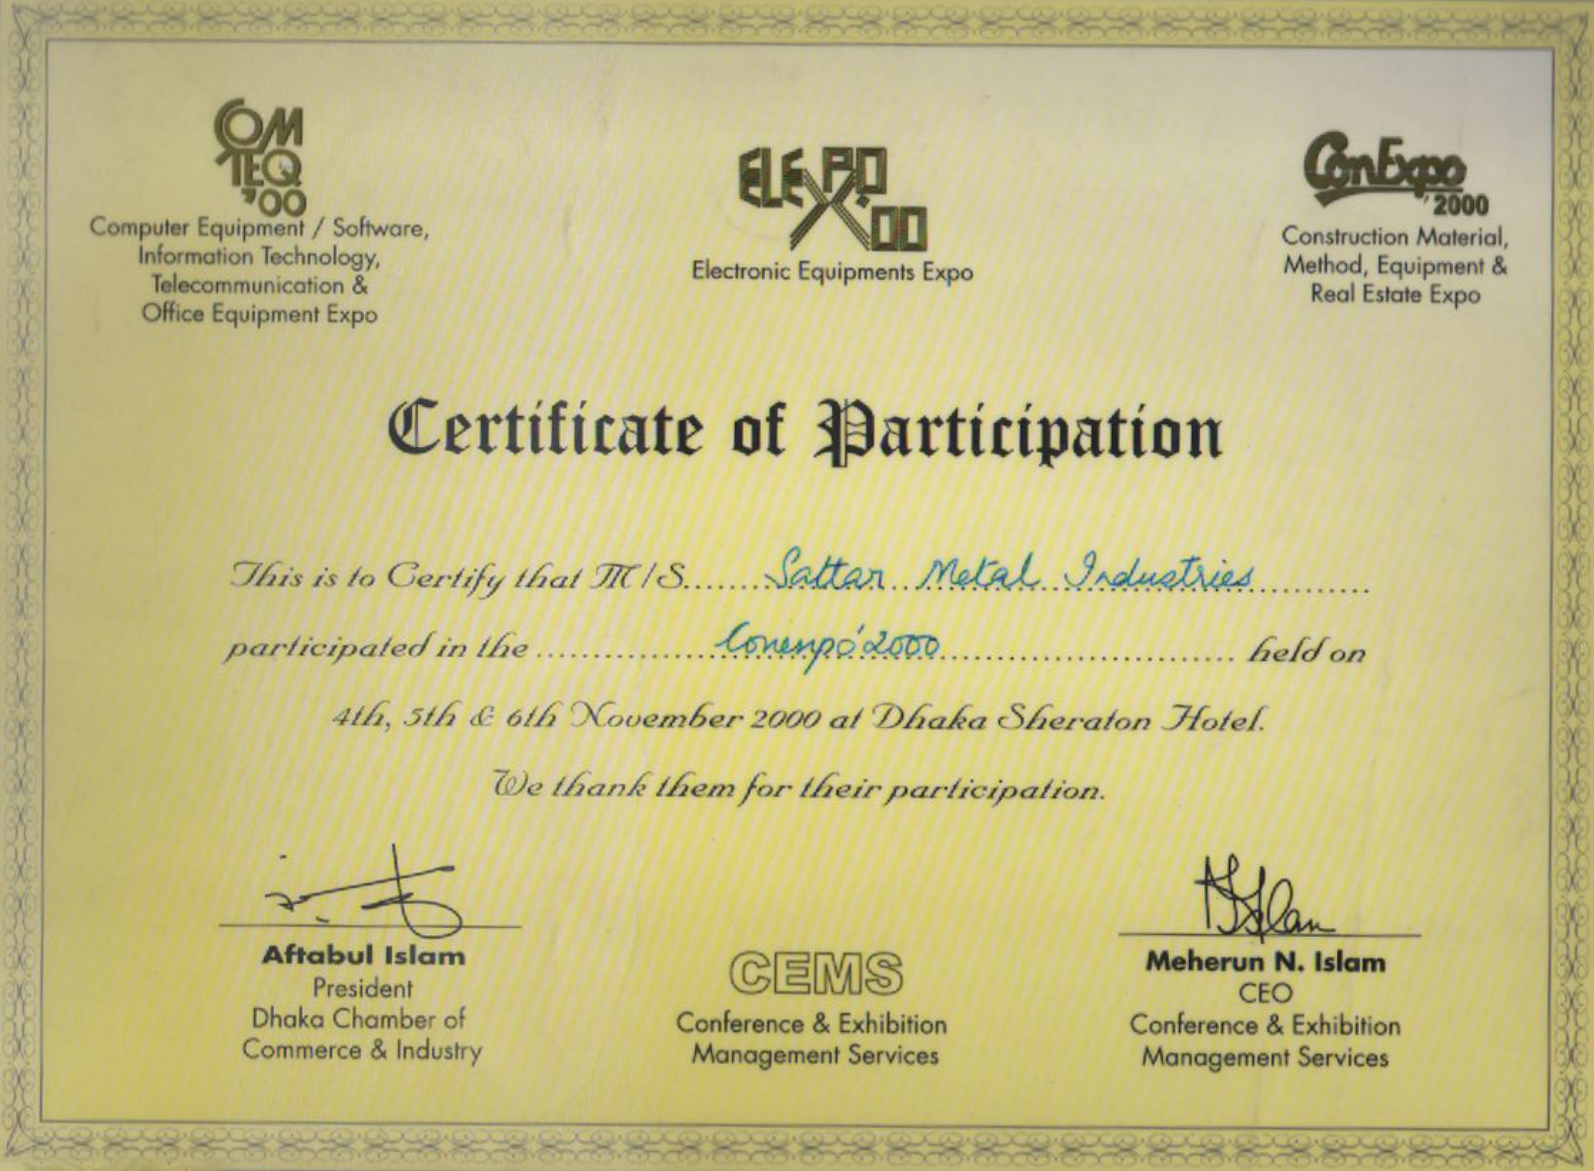 COM
TEQ
'00
Computer Equipment / Software,
Information Technology,
Telecommunication &
Office Equipment Expo
ELEXPO'00
Electronic Equipments Expo
ConExpo
'2000
Construction Material,
Method, Equipment &
Real Estate Expo
Certificate of Participation
This is to Certify that M/S....... Sattar Metal Industries ............
participated in the ............... Conexpo'2000 ........................ held on
4th, 5th & 6th November 2000 at Dhaka Sheraton Hotel.
We thank them for their participation.
Aftabul Islam
President
Dhaka Chamber of
Commerce & Industry
CEMS
Conference & Exhibition
Management Services
Meherun N. Islam
CEO
Conference & Exhibition
Management Services